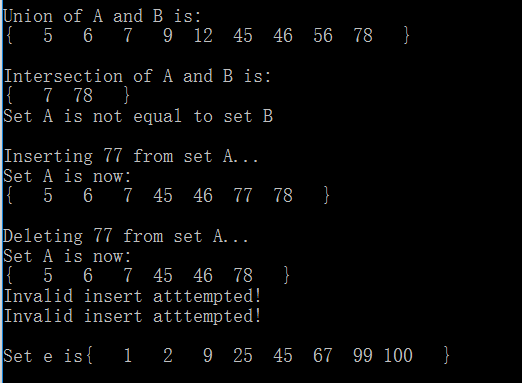 Union of A and B is:
{   5   6   7   9  12  45  46  56  78   }
Intersection of A and B is:
{   7  78   }
Set A is not equal to set B
Inserting 77 from set A...
Set A is now:
{   5   6   7  45  46  77  78   }
Deleting 77 from set A...
Set A is now:
{   5   6   7  45  46  78   }
Invalid insert atttempted!
Invalid insert atttempted!
Set e is{   1   2   9  25  45  67  99 100   }